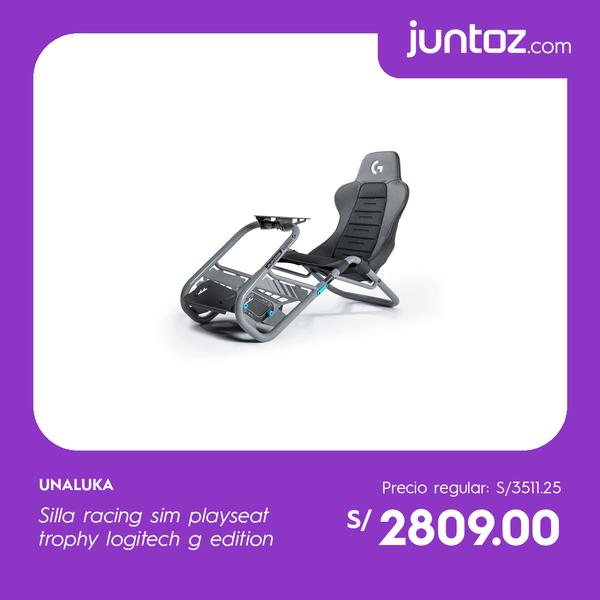 juntoz.com
UNALUKA
Silla racing sim playseat
trophy logitech g edition
Precio regular: S/3511.25
S/ 2809.00